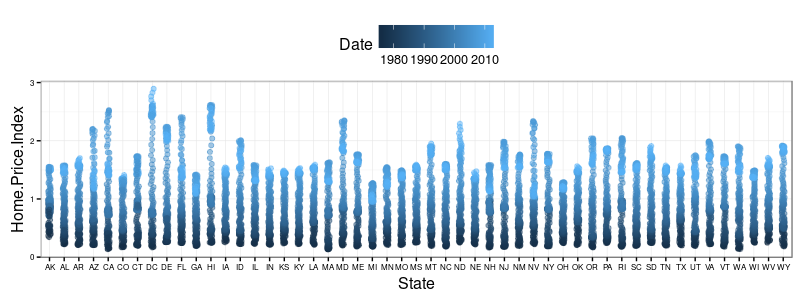 Date
1980 1990 2000 2010
Home.Price.Index
3
2
1
0
AK AL AR AZ CA CO CT DC DE FL GA HI IA ID IL IN KS KY LA MA MD ME MI MN MO MS MT NC ND NE NH NJ NM NV NY OH OK OR PA RI SC SD TN TX UT VA VT WA WI WV WY
State